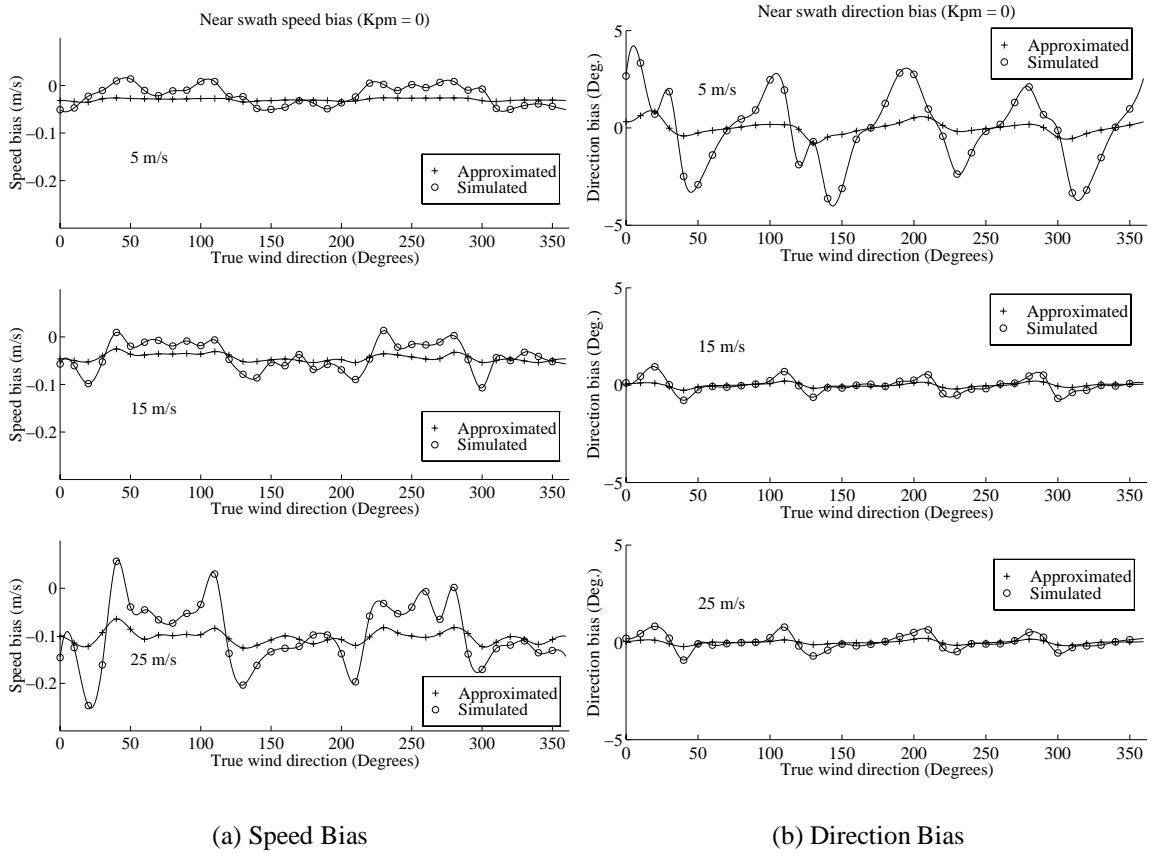 Near swath speed bias (Kpm = 0)
0
−0.1
−0.2
Speed bias (m/s)
5 m/s
Approximated
Simulated
0 50 100 150 200 250 300 350
True wind direction (Degrees)
0
−0.1
−0.2
Speed bias (m/s)
15 m/s
Approximated
Simulated
0 50 100 150 200 250 300 350
True wind direction (Degrees)
0
−0.1
−0.2
Speed bias (m/s)
25 m/s
Approximated
Simulated
0 50 100 150 200 250 300 350
True wind direction (Degrees)
(a) Speed Bias
Near swath direction bias (Kpm = 0)
5
0
−5
Direction bias (Deg.)
5 m/s
Approximated
Simulated
0 50 100 150 200 250 300 350
True wind direction (Degrees)
5
0
−5
Direction bias (Deg.)
15 m/s
Approximated
Simulated
0 50 100 150 200 250 300 350
True wind direction (Degrees)
5
0
−5
Direction bias (Deg.)
25 m/s
Approximated
Simulated
0 50 100 150 200 250 300 350
True wind direction (Degrees)
(b) Direction Bias